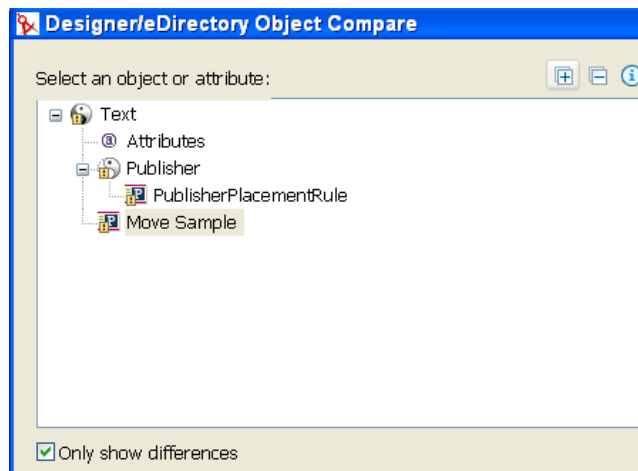 Designer/eDirectory Object Compare
Select an object or attribute:
Text
Attributes
Publisher
PublisherPlacementRule
Move Sample
Only show differences